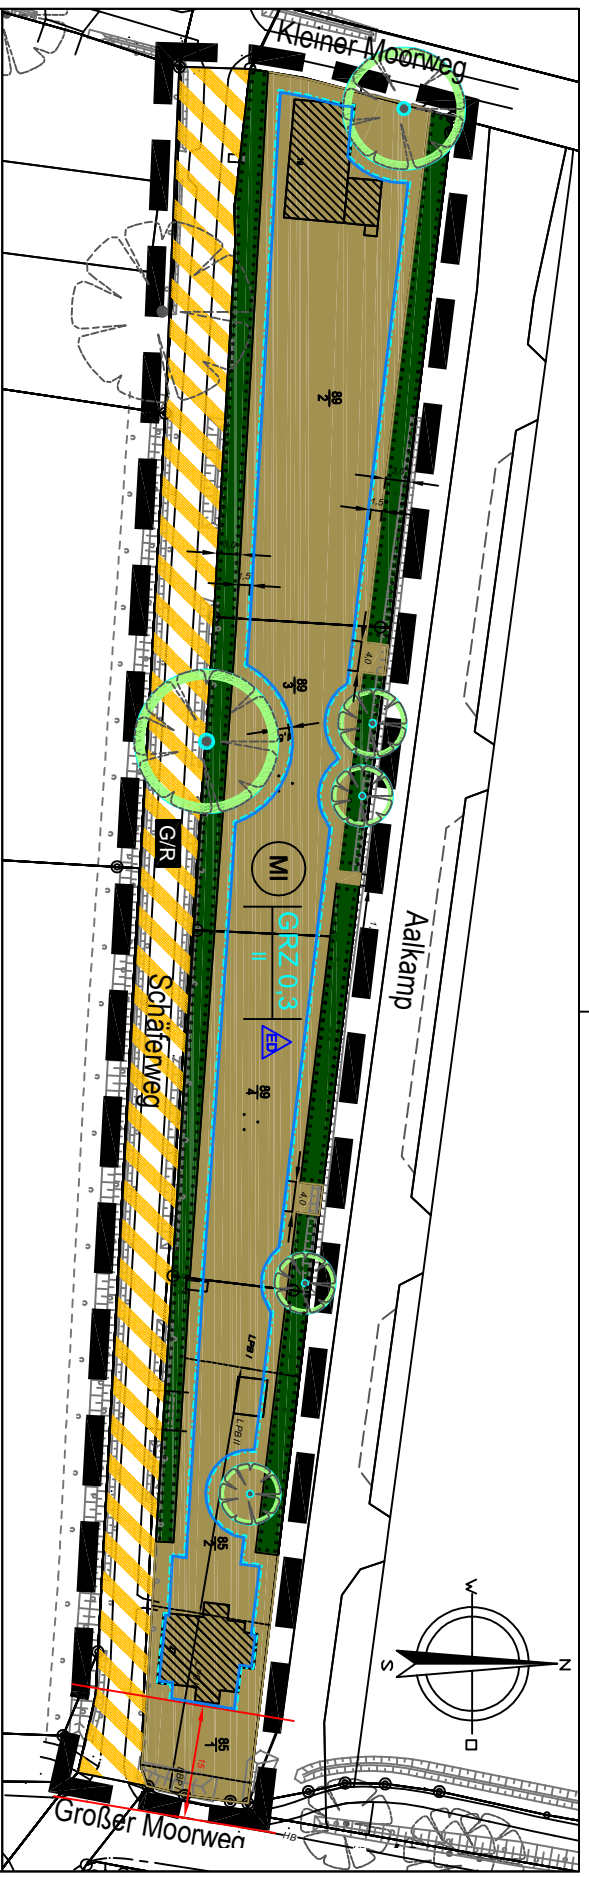 Kleiner Moorweg
89
2
1,5
1,5
4,0
89
3
G/R
MI
GRZ 0,3
II
ED
Aalkamp
Schäferweg
89
4
4,0
LPB I
LPB II
85
2
W
N
S
O
85
1
15
Großer Moorweg
HB